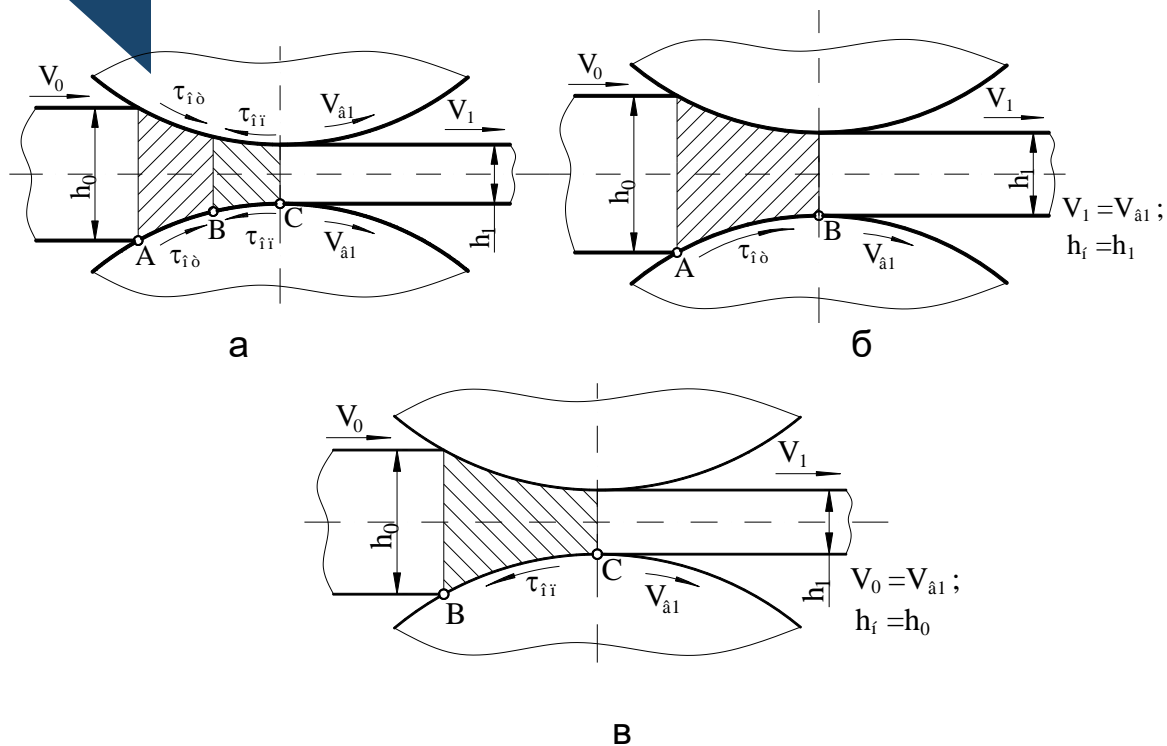 V₀
τîò
τîï
Vâ1
V₁
h₀
h₁
A
B
C
τîò
τîï
Vâ1
а
V₀
V₁
h₀
h₁
A
B
τîò
Vâ1
V₁ =Vâ1 ;
hí =h₁
б
V₀
V₁
h₀
h₁
B
C
τîï
Vâ1
V₀ =Vâ1 ;
hí =h₀
в